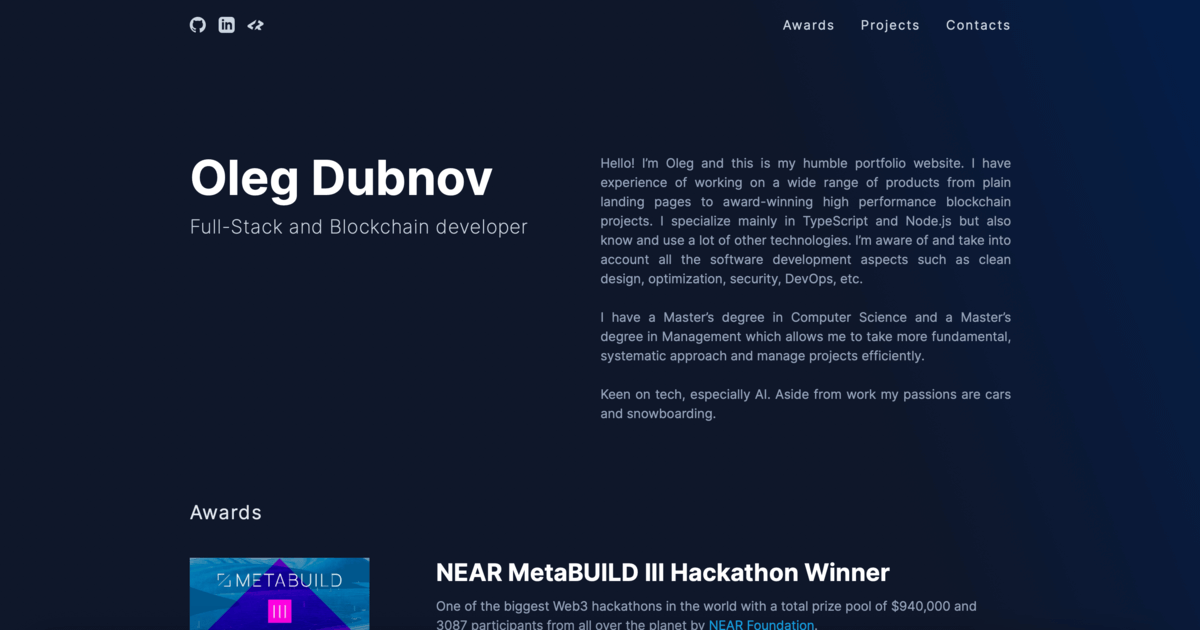 Awards Projects Contacts
Oleg Dubnov
Full-Stack and Blockchain developer
Hello! I’m Oleg and this is my humble portfolio website. I have
experience of working on a wide range of products from plain
landing pages to award-winning high performance blockchain
projects. I specialize mainly in TypeScript and Node.js but also
know and use a lot of other technologies. I’m aware of and take into
account all the software development aspects such as clean
design, optimization, security, DevOps, etc.
I have a Master’s degree in Computer Science and a Master’s
degree in Management which allows me to take more fundamental,
systematic approach and manage projects efficiently.
Keen on tech, especially AI. Aside from work my passions are cars
and snowboarding.
Awards
METABUILD
III
NEAR MetaBUILD III Hackathon Winner
One of the biggest Web3 hackathons in the world with a total prize pool of $940,000 and
3087 participants from all over the planet by NEAR Foundation.